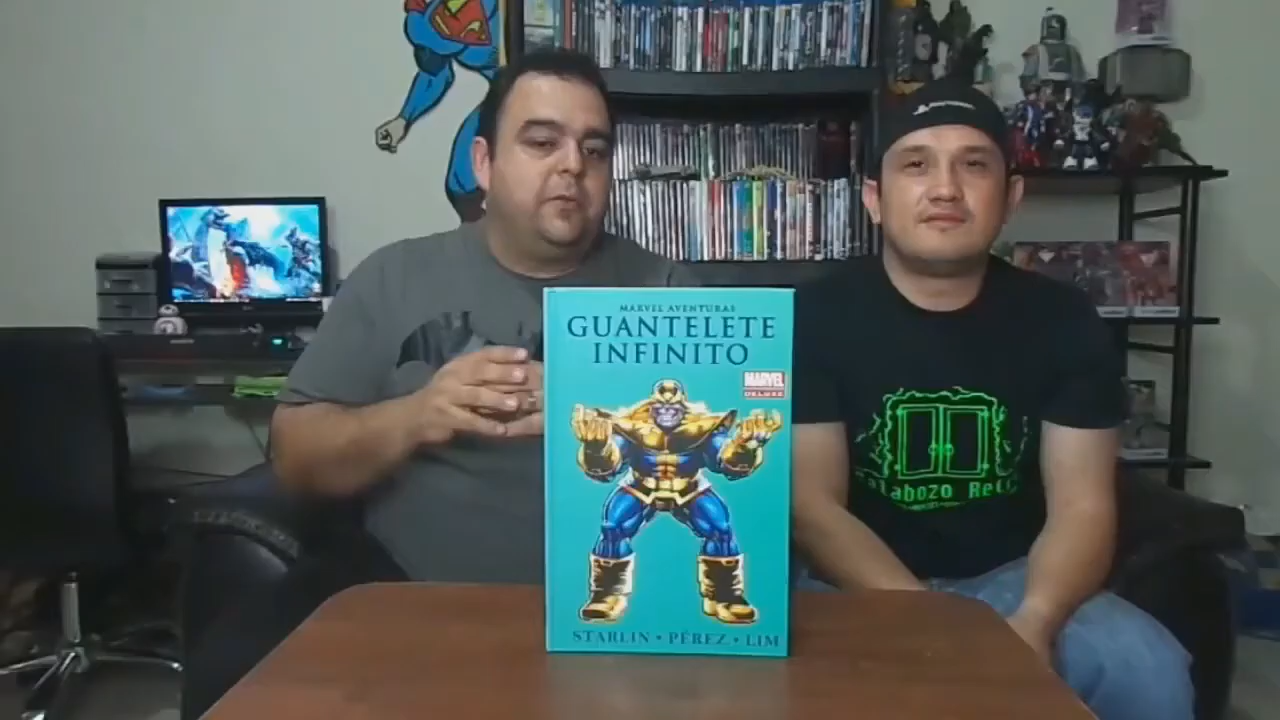 MARVEL AVENTURAS
GUANTELETE
INFINITO
MARVEL
DELUXE
STARLIN • PÉREZ • LIM